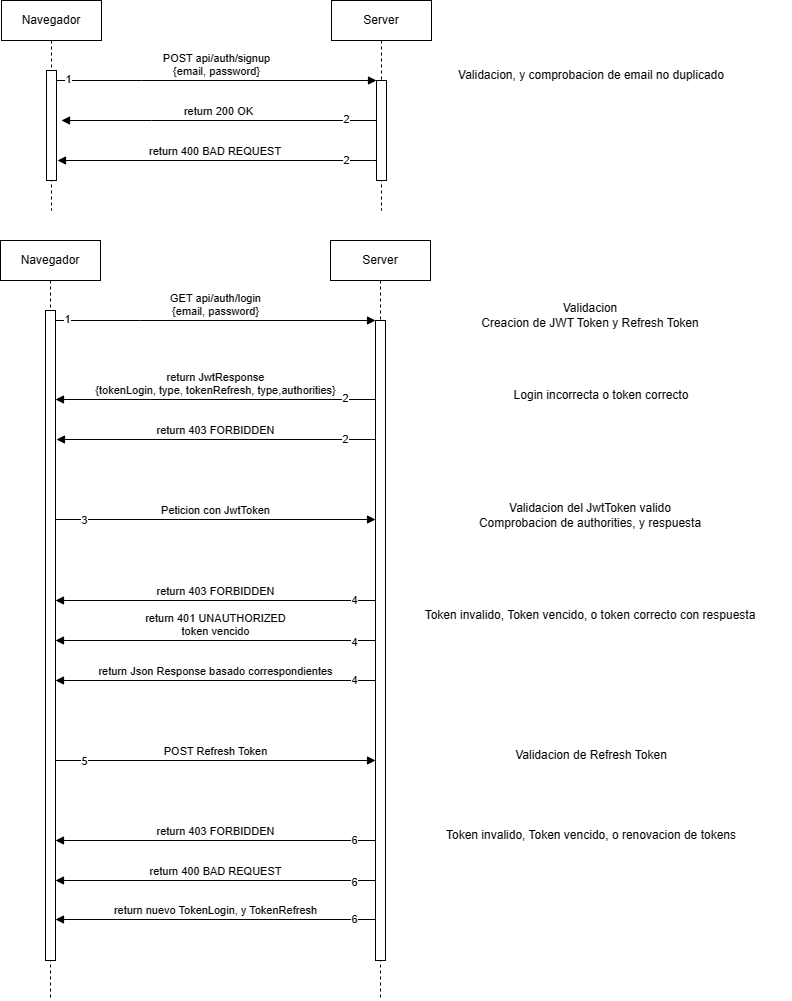 Navegador
Server
POST api/auth/signup
{email, password}
1
Validacion, y comprobacion de email no duplicado
return 200 OK
2
return 400 BAD REQUEST
2
Navegador
Server
GET api/auth/login
{email, password}
1
Validacion
Creacion de JWT Token y Refresh Token
return JwtResponse
{tokenLogin, type, tokenRefresh, type,authorities}
2
Login incorrecta o token correcto
return 403 FORBIDDEN
2
Peticion con JwtToken
3
Validacion del JwtToken valido
Comprobacion de authorities, y respuesta
return 403 FORBIDDEN
4
Token invalido, Token vencido, o token correcto con respuesta
return 401 UNAUTHORIZED
token vencido
4
return Json Response basado correspondientes
4
POST Refresh Token
5
Validacion de Refresh Token
return 403 FORBIDDEN
6
Token invalido, Token vencido, o renovacion de tokens
return 400 BAD REQUEST
6
return nuevo TokenLogin, y TokenRefresh
6